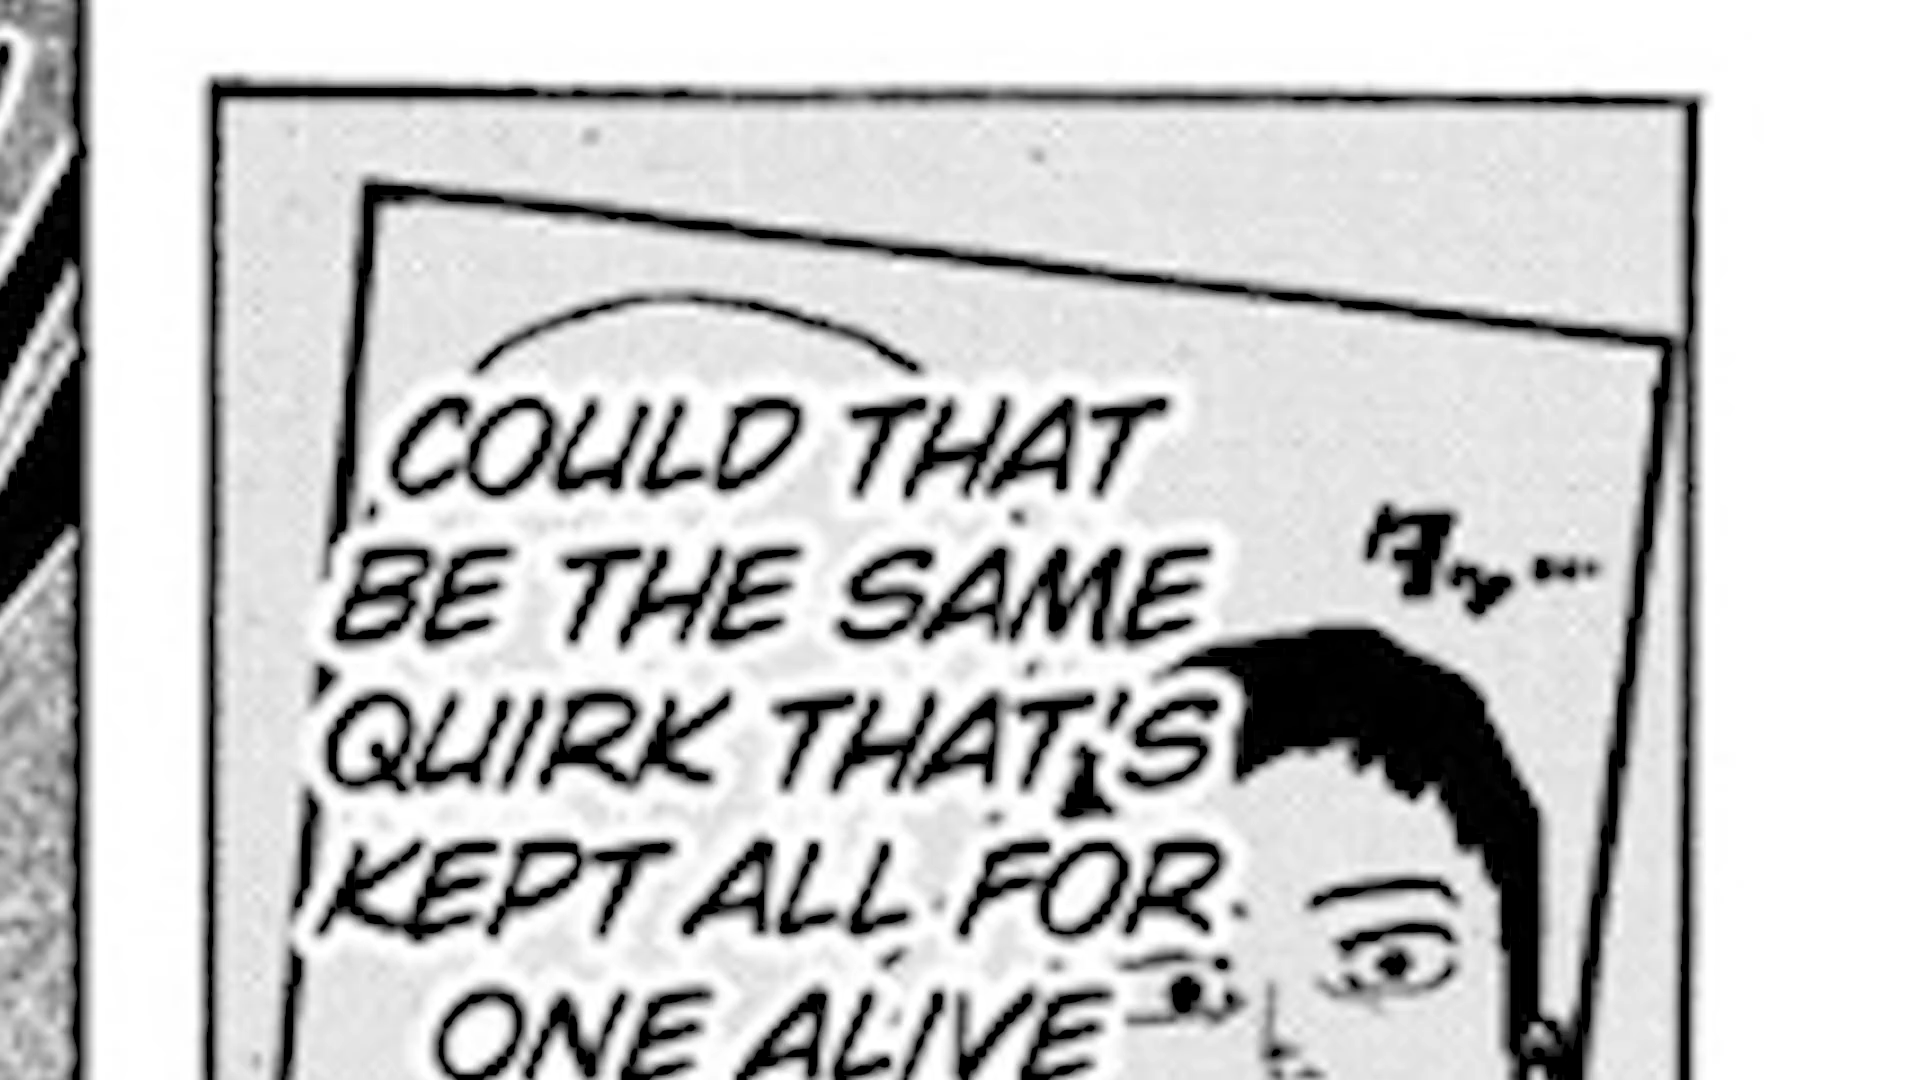 COULD THAT
BE THE SAME
QUIRK THAT'S
KEPT ALL FOR
ONE ALIVE